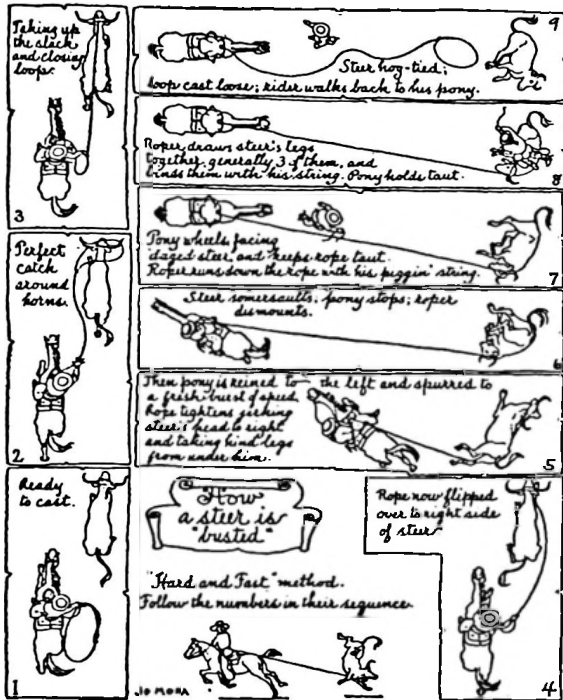 "How
a steer is
"busted"
"Hard and Fast" method.
Follow the numbers in their sequence.
JO MORA
Ready
to cast.
1
Perfect
catch
around
horns.
2
Taking up
the slack
and closing
loops.
3
Rope now flipped
over to right side
of steer
4
Then pony is reined to — the left and spurred to
a fresh burst of speed
Rope tightens jerking
steer's head to right
and taking hind legs
from under him.
5
Steer somersaults; pony stops; roper
dismounts.
6
Pony wheels facing
daged steer, and keeps rope taut.
Roper runs down the rope with his peggin' string.
7
Roper draws steer's legs
together, generally 3 of them, and
binds them with his string. Pony holds taut.
8
Steer hog-tied;
loop cast loose; rider walks back to his pony.
9